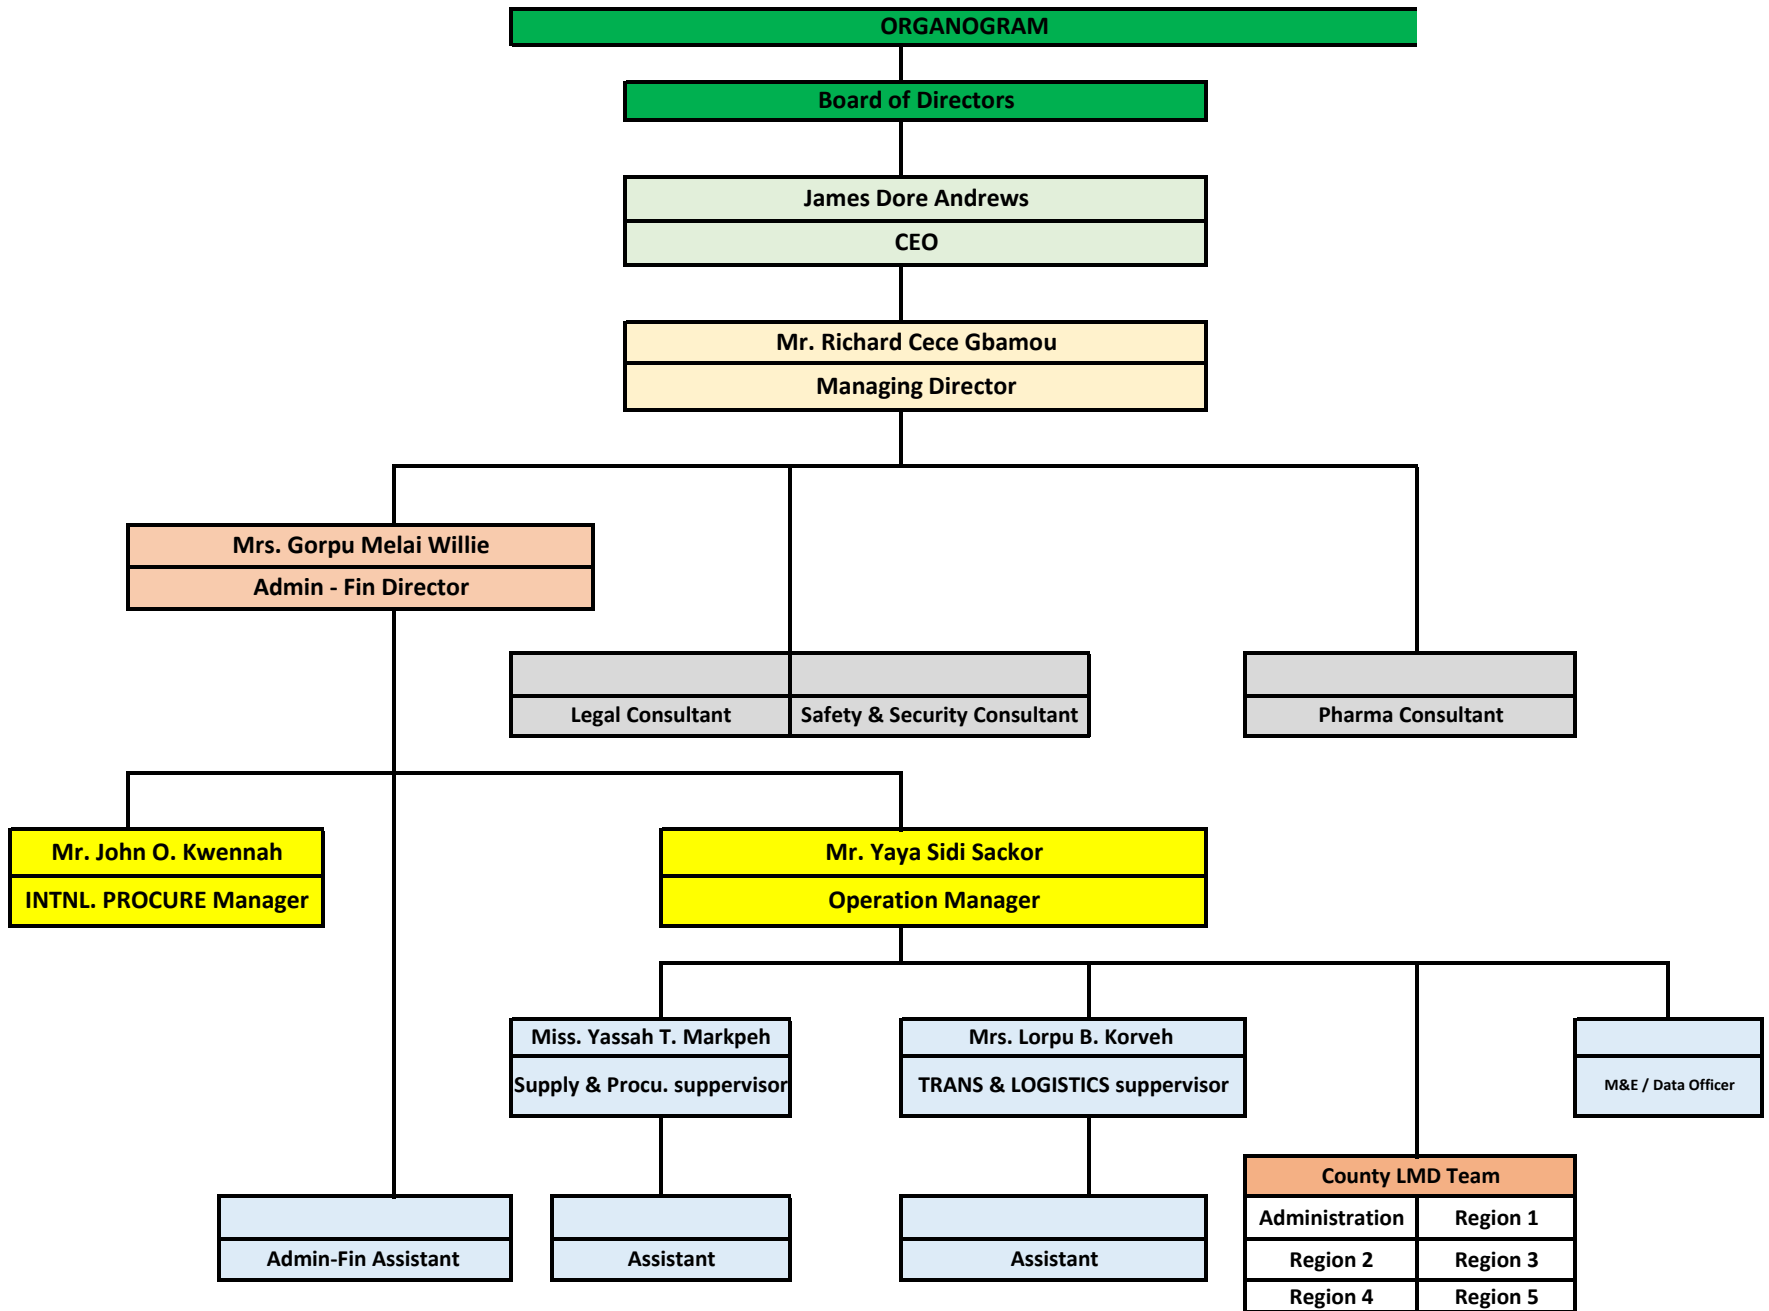 ORGANOGRAM
Board of Directors
James Dore Andrews
CEO
Mr. Richard Cece Gbamou
Managing Director
Mrs. Gorpu Melai Willie
Admin - Fin Director
Legal Consultant
Safety & Security Consultant
Pharma Consultant
Mr. John O. Kwennah
INTNL. PROCURE Manager
Mr. Yaya Sidi Sackor
Operation Manager
Miss. Yassah T. Markpeh
Supply & Procu. suppervisor
Mrs. Lorpu B. Korveh
TRANS & LOGISTICS suppervisor
M&E / Data Officer
Admin-Fin Assistant
Assistant
Assistant
County LMD Team
Administration
Region 1
Region 2
Region 3
Region 4
Region 5